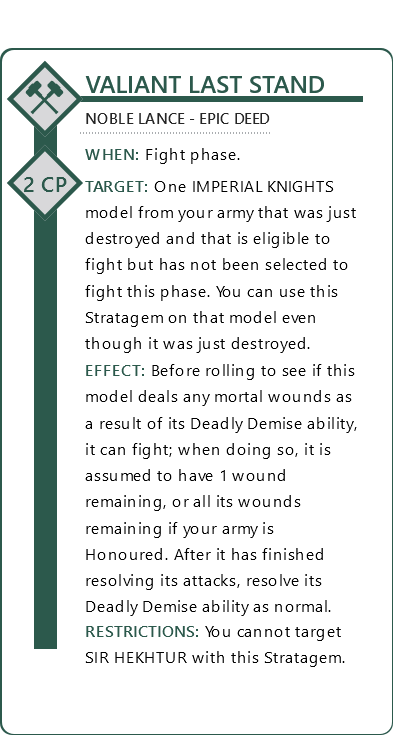 VALIANT LAST STAND
NOBLE LANCE - EPIC DEED
WHEN: Fight phase.
2 CP
TARGET: One IMPERIAL KNIGHTS
model from your army that was just
destroyed and that is eligible to
fight but has not been selected to
fight this phase. You can use this
Stratagem on that model even
though it was just destroyed.
EFFECT: Before rolling to see if this
model deals any mortal wounds as
a result of its Deadly Demise ability,
it can fight; when doing so, it is
assumed to have 1 wound
remaining, or all its wounds
remaining if your army is
Honoured. After it has finished
resolving its attacks, resolve its
Deadly Demise ability as normal.
RESTRICTIONS: You cannot target
SIR HEKHTUR with this Stratagem.